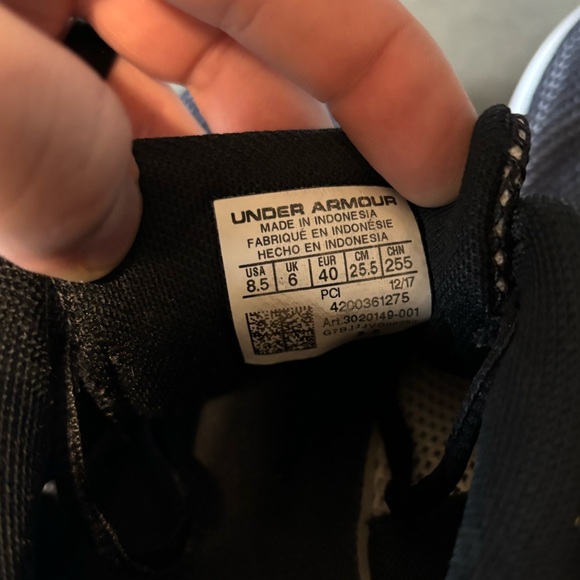 UNDER ARMOUR
MADE IN INDONESIA
FABRIQUÉ EN INDONÉSIE
HECHO EN INDONESIA
USA UK EUR CM CHN
8.5 6 40 25.5 255
PCI 12/17
4200361275
Art.3020149-001